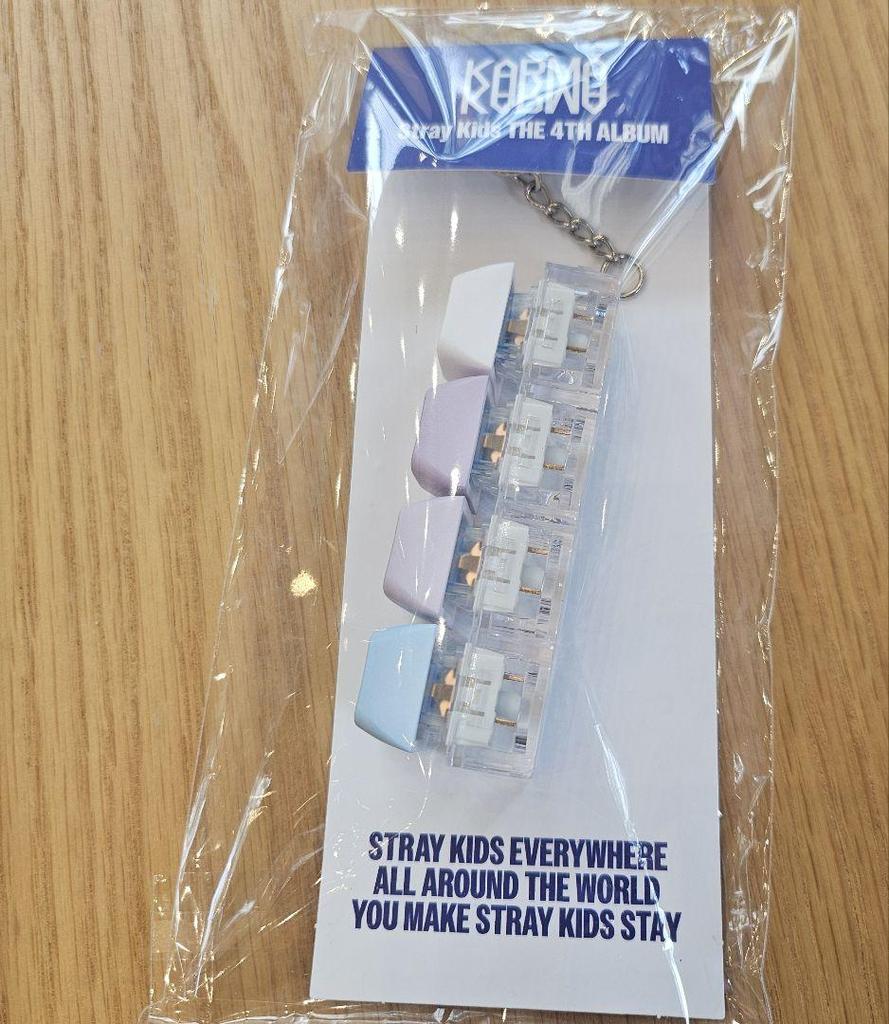 KARMA
Stray Kids THE 4TH ALBUM
STRAY KIDS EVERYWHERE
ALL AROUND THE WORLD
YOU MAKE STRAY KIDS STAY